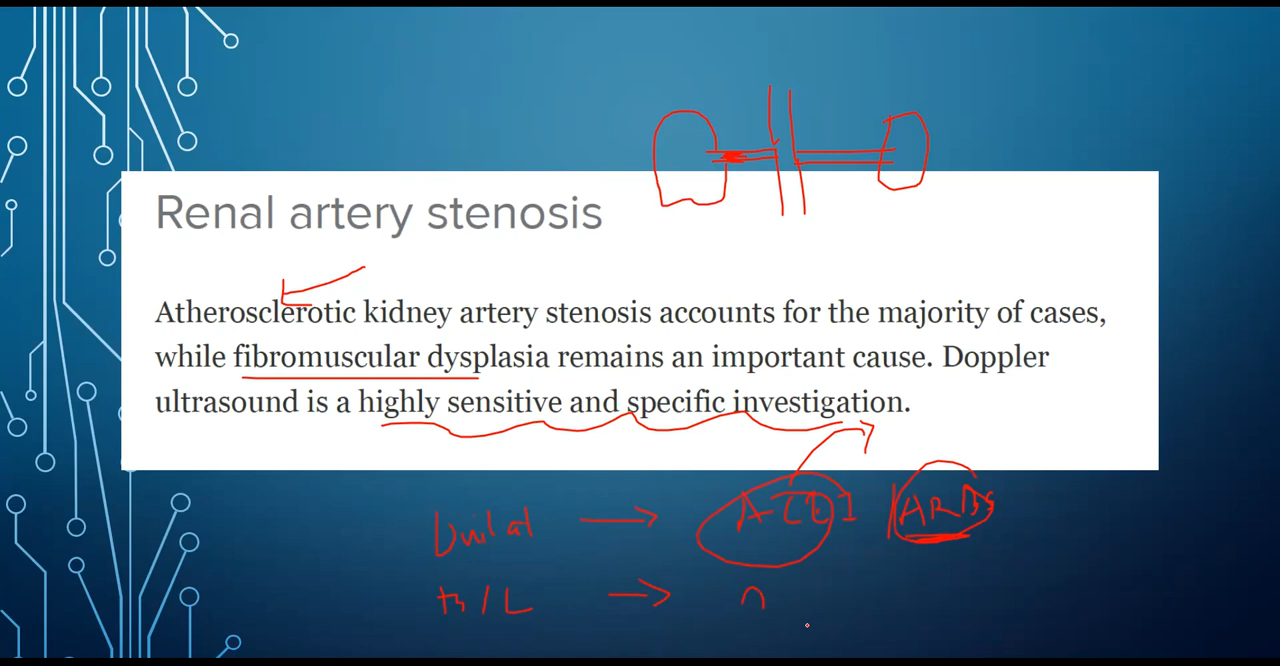 Renal artery stenosis
Atherosclerotic kidney artery stenosis accounts for the majority of cases,
while fibromuscular dysplasia remains an important cause. Doppler
ultrasound is a highly sensitive and specific investigation.
Unilat → ARBs
B/L →